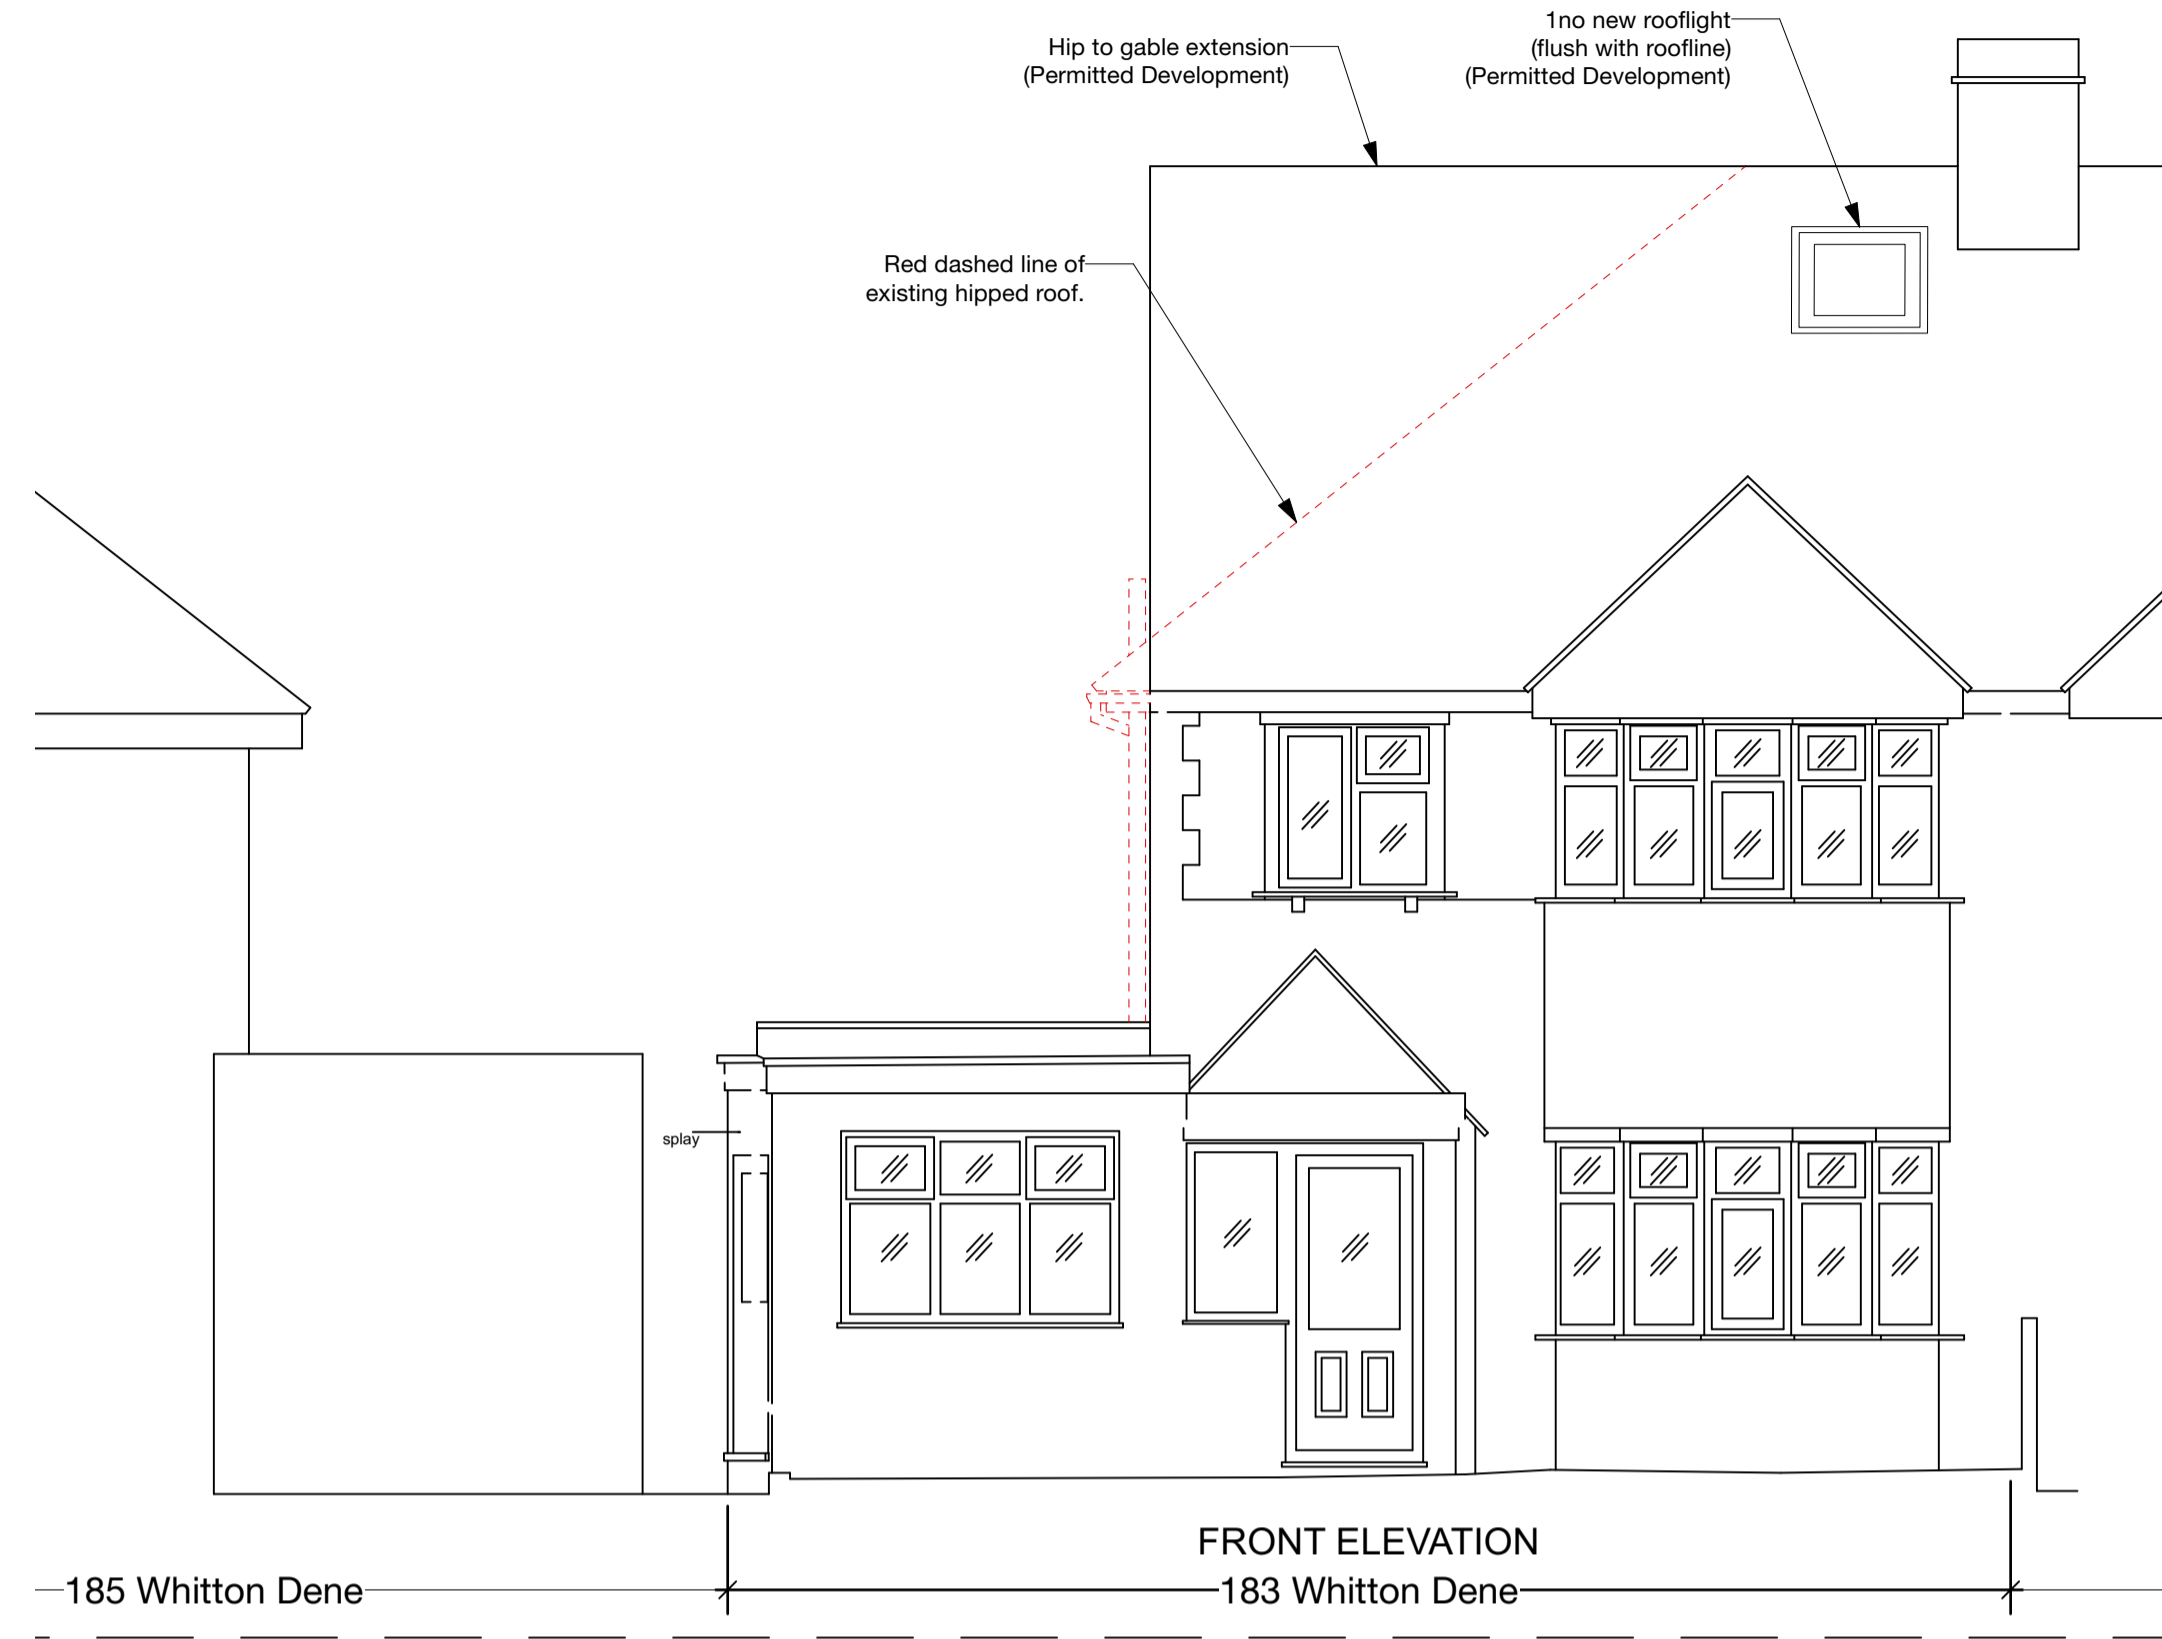 1no new rooflight
(flush with roofline)
(Permitted Development)
Hip to gable extension
(Permitted Development)
Red dashed line of
existing hipped roof.
splay
FRONT ELEVATION
185 Whitton Dene
183 Whitton Dene